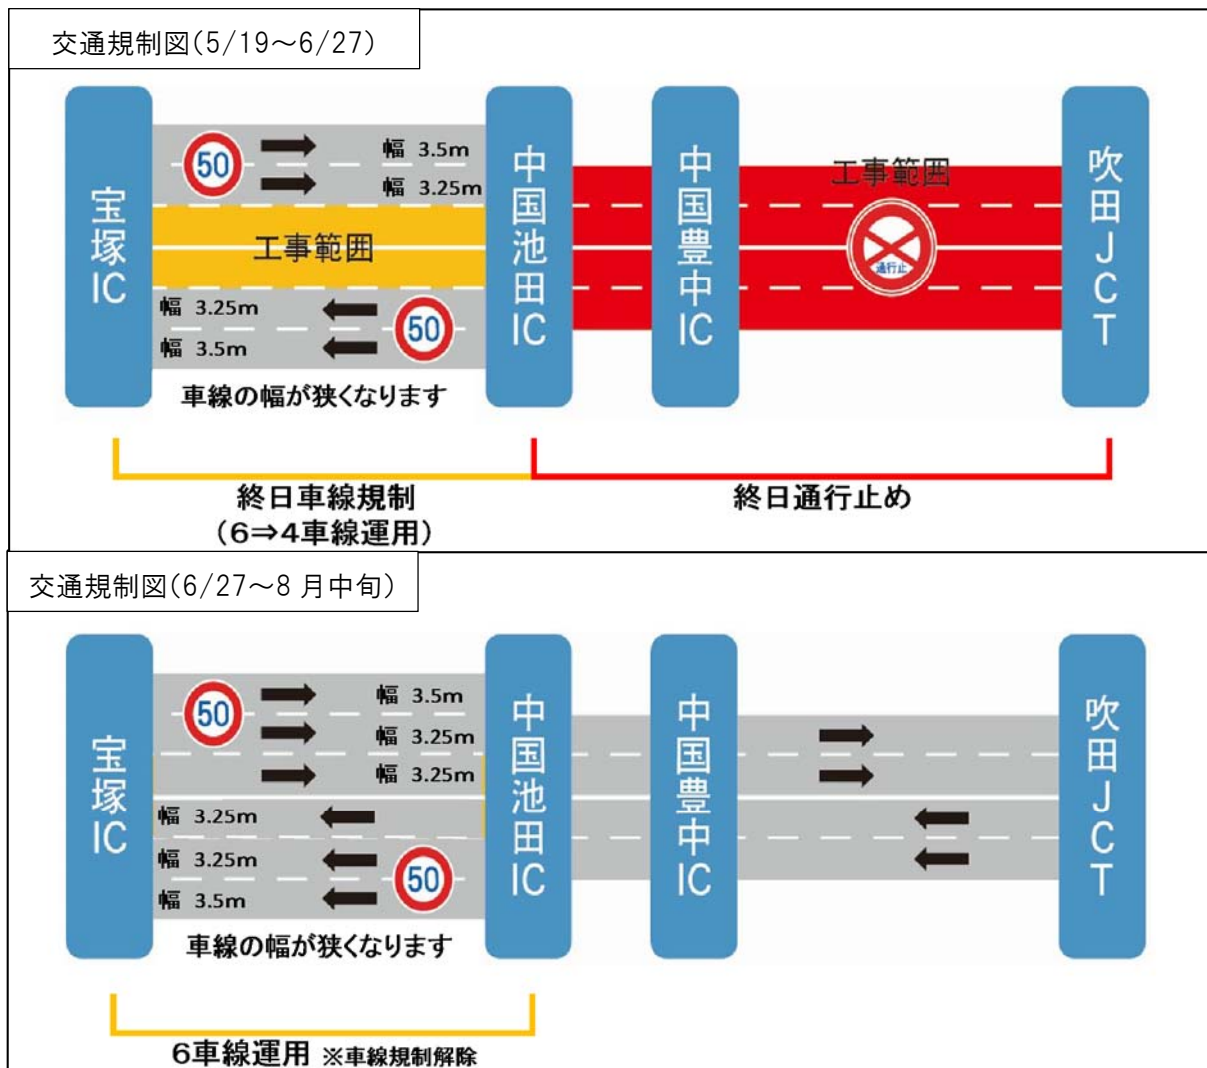 交通規制図(5/19～6/27)
宝塚IC
50
幅 3.5m
幅 3.25m
工事範囲
幅 3.25m
幅 3.5m
50
車線の幅が狭くなります
中国池田IC
中国豊中IC
工事範囲
通行止
吹田JCT
終日車線規制
(6⇒4車線運用)
終日通行止め
交通規制図(6/27～8月中旬)
宝塚IC
50
幅 3.5m
幅 3.25m
幅 3.25m
幅 3.25m
幅 3.25m
幅 3.5m
50
車線の幅が狭くなります
中国池田IC
中国豊中IC
吹田JCT
6車線運用 ※車線規制解除